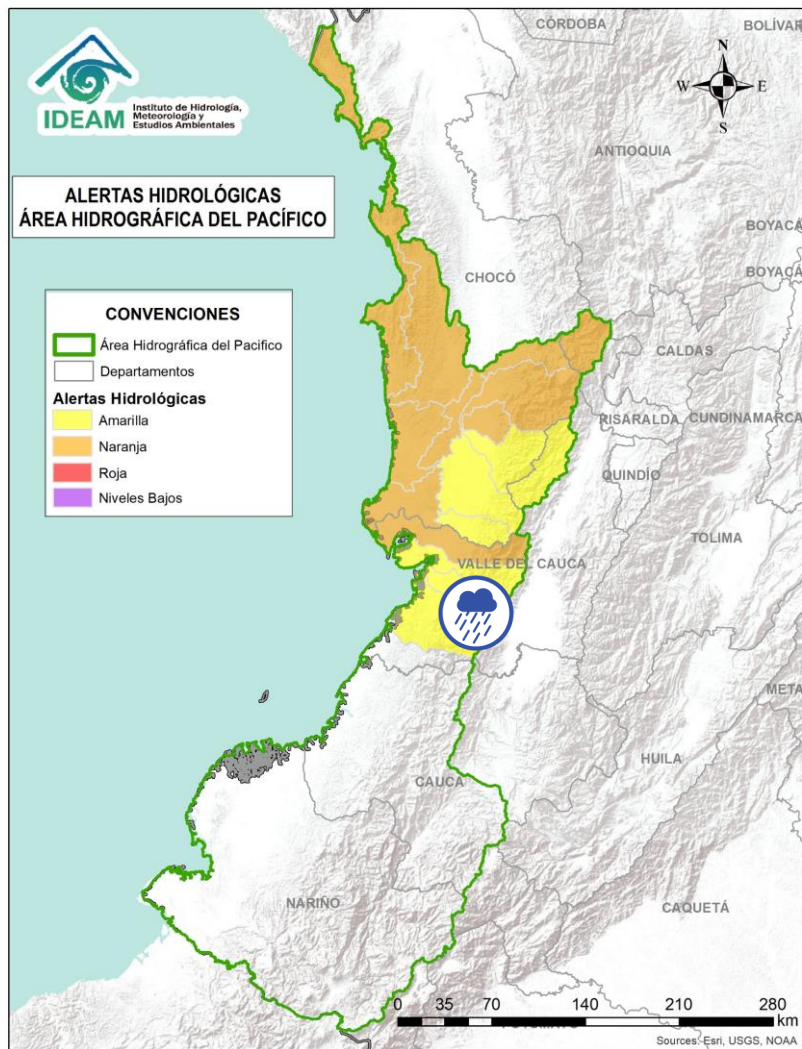 IDEAM
Instituto de Hidrología,
Meteorología y
Estudios Ambientales
ALERTAS HIDROLÓGICAS
ÁREA HIDROGRÁFICA DEL PACÍFICO
CONVENCIONES
Área Hidrográfica del Pacifico
Departamentos
Alertas Hidrológicas
Amarilla
Naranja
Roja
Niveles Bajos
N
W
E
S
CÓRDOBA
BOLÍVAR
ANTIOQUIA
BOYACÁ
BOYACÁ
CHOCÓ
CALDAS
RISARALDA
CUNDINAMARCA
QUINDÍO
TOLIMA
VALLE DEL CAUCA
META
HUILA
CAUCA
NARIÑO
CAQUETÁ
0 35 70 140 210 280
km
Sources: Esri, USGS, NOAA